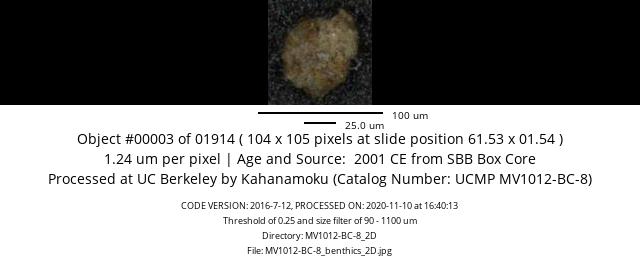 100 um
25.0 um
Object #00003 of 01914 ( 104 x 105 pixels at slide position 61.53 x 01.54 )
1.24 um per pixel | Age and Source: 2001 CE from SBB Box Core
Processed at UC Berkeley by Kahanamoku (Catalog Number: UCMP MV1012-BC-8)
CODE VERSION: 2016-7-12, PROCESSED ON: 2020-11-10 at 16:40:13
Threshold of 0.25 and size filter of 90 - 1100 um
Directory: MV1012-BC-8_2D
File: MV1012-BC-8_benthics_2D.jpg